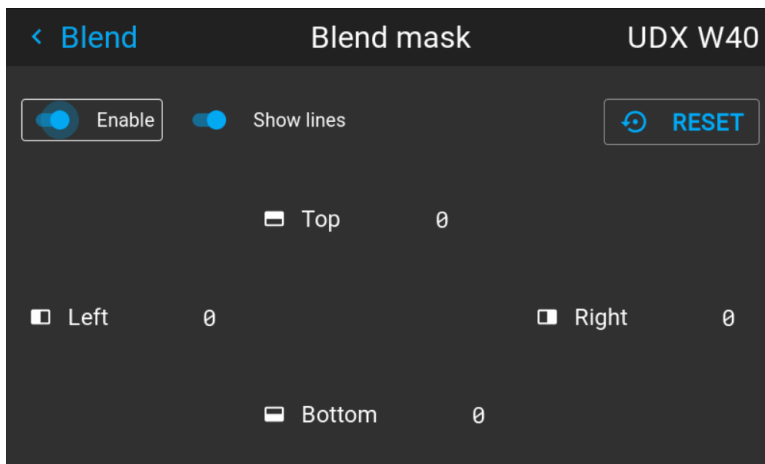 Blend Blend mask UDX W40
Enable Show lines RESET
Top 0
Left 0 Right 0
Bottom 0